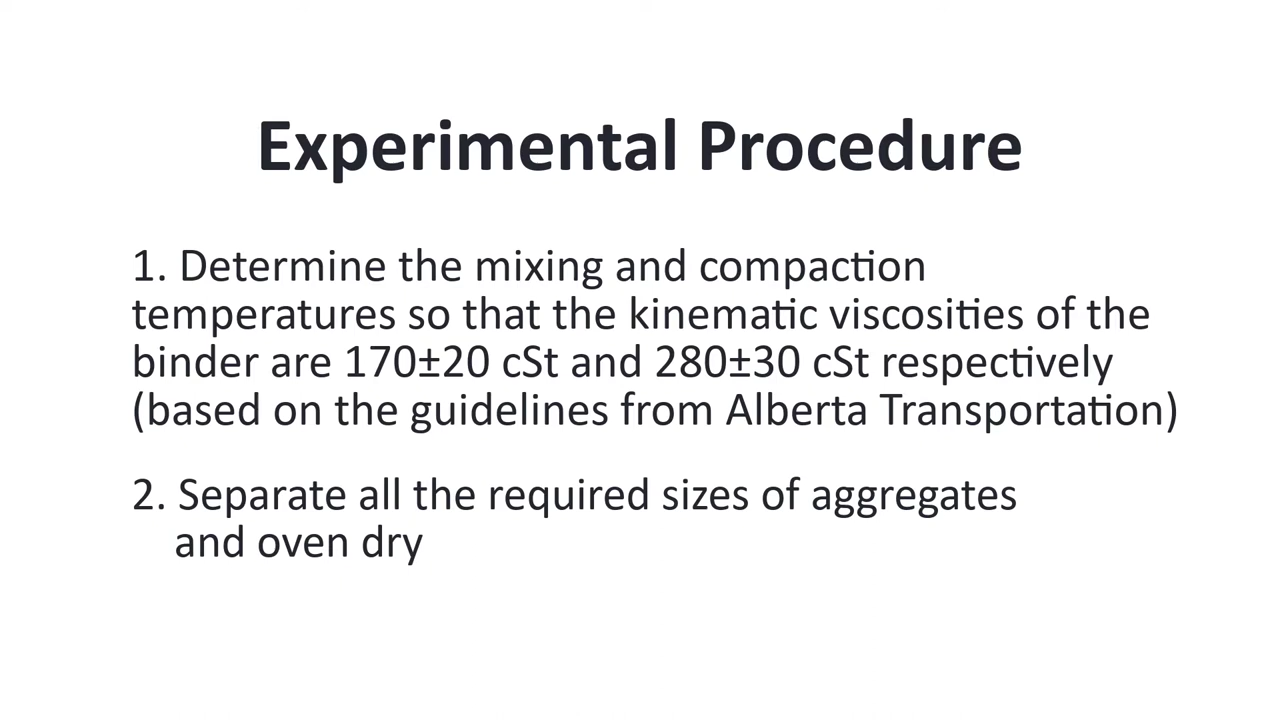 Experimental Procedure
1. Determine the mixing and compaction
temperatures so that the kinematic viscosities of the
binder are 170±20 cSt and 280±30 cSt respectively
(based on the guidelines from Alberta Transportation)
2. Separate all the required sizes of aggregates
and oven dry